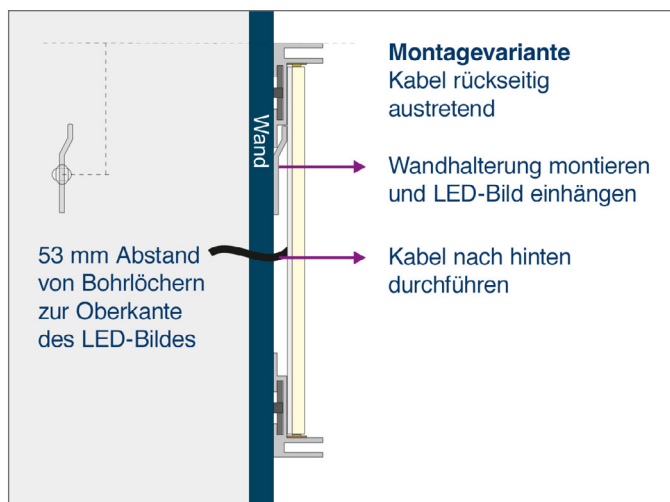 Montagevariante
Kabel rückseitig
austretend
Wand
Wandhalterung montieren
und LED-Bild einhängen
53 mm Abstand
von Bohrlöchern
zur Oberkante
des LED-Bildes
Kabel nach hinten
durchführen